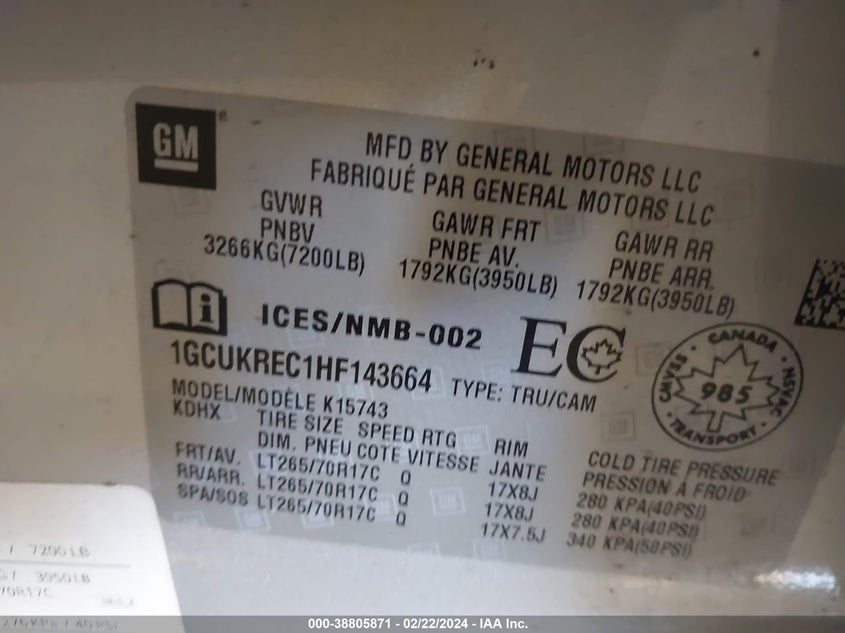 GM®
MFD BY GENERAL MOTORS LLC
FABRIQUÉ PAR GENERAL MOTORS LLC
GVWR GAWR FRT GAWR RR
PNBV PNBE AV. PNBE ARR.
3266KG(7200LB) 1792KG(3950LB) 1792KG(3950LB)
i ICES/NMB-002 EC
1GCUKREC1HF143664 TYPE: TRU/CAM
CANADA CMVSS 985 NSVAC TRANSPORT
MODEL/MODÈLE K15743
KDHX TIRE SIZE SPEED RTG RIM COLD TIRE PRESSURE
DIM. PNEU COTE VITESSE JANTE PRESSION A FROID
FRT/AV. LT265/70R17C Q 17X8J 280 KPA(40PSI)
RR/ARR. LT265/70R17C Q 17X8J 280 KPA(40PSI)
SPA/SOS LT265/70R17C Q 17X7.5J 340 KPA(50PSI)
/ 7200LB
/ 3950LB
70R17C
/ 40PSI
000-38805871 - 02/22/2024 - IAA Inc.